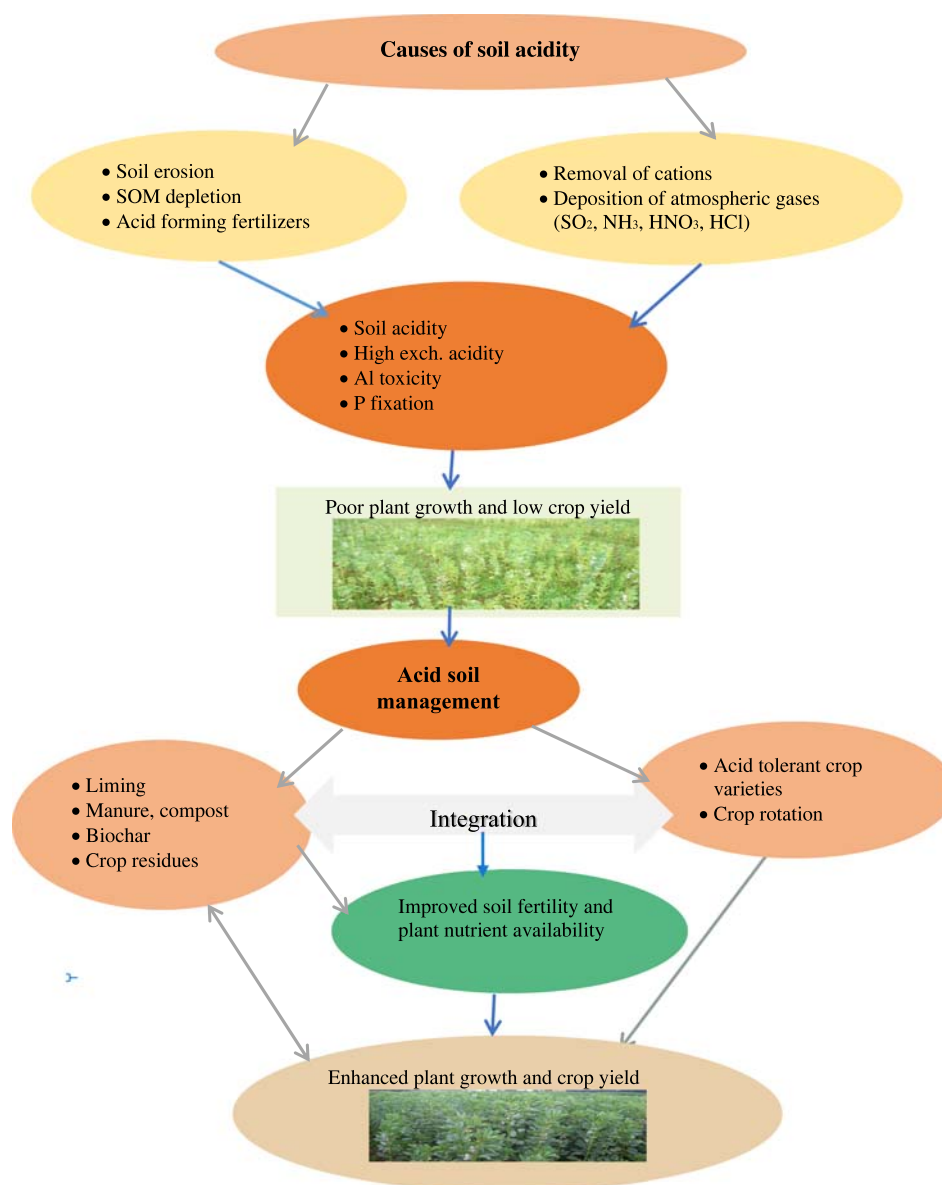 Causes of soil acidity
• Soil erosion
• SOM depletion
• Acid forming fertilizers
• Removal of cations
• Deposition of atmospheric gases
(SO₂, NH₃, HNO₃, HCl)
• Soil acidity
• High exch. acidity
• Al toxicity
• P fixation
Poor plant growth and low crop yield
Acid soil
management
• Liming
• Manure, compost
• Biochar
• Crop residues
• Acid tolerant crop
varieties
• Crop rotation
Integration
Improved soil fertility and
plant nutrient availability
Enhanced plant growth and crop yield